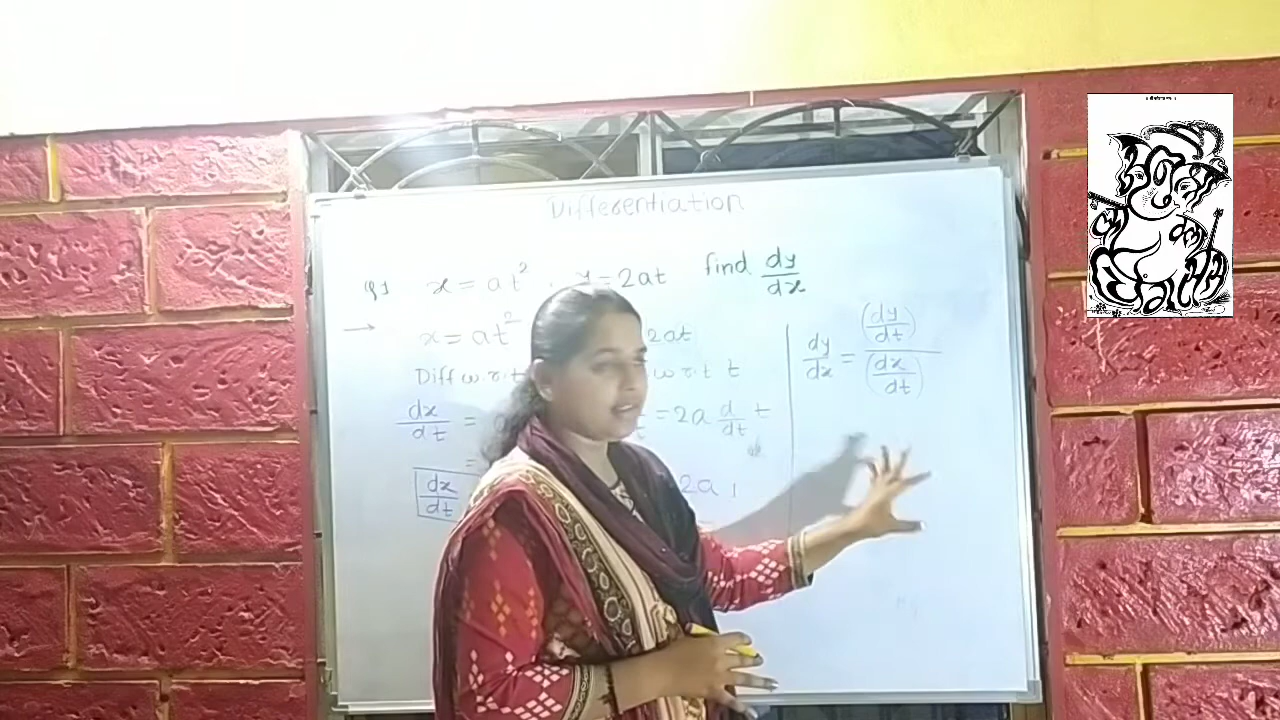 Differentiation
Q1 x = at² , y = 2at find dy/dx
→ x = at² 2at
Diff w.r.t w.r.t t
dx/dt = = 2a d/dt t
=
dx/dt 2a 1
dy/dx = (dy/dt)/(dx/dt)